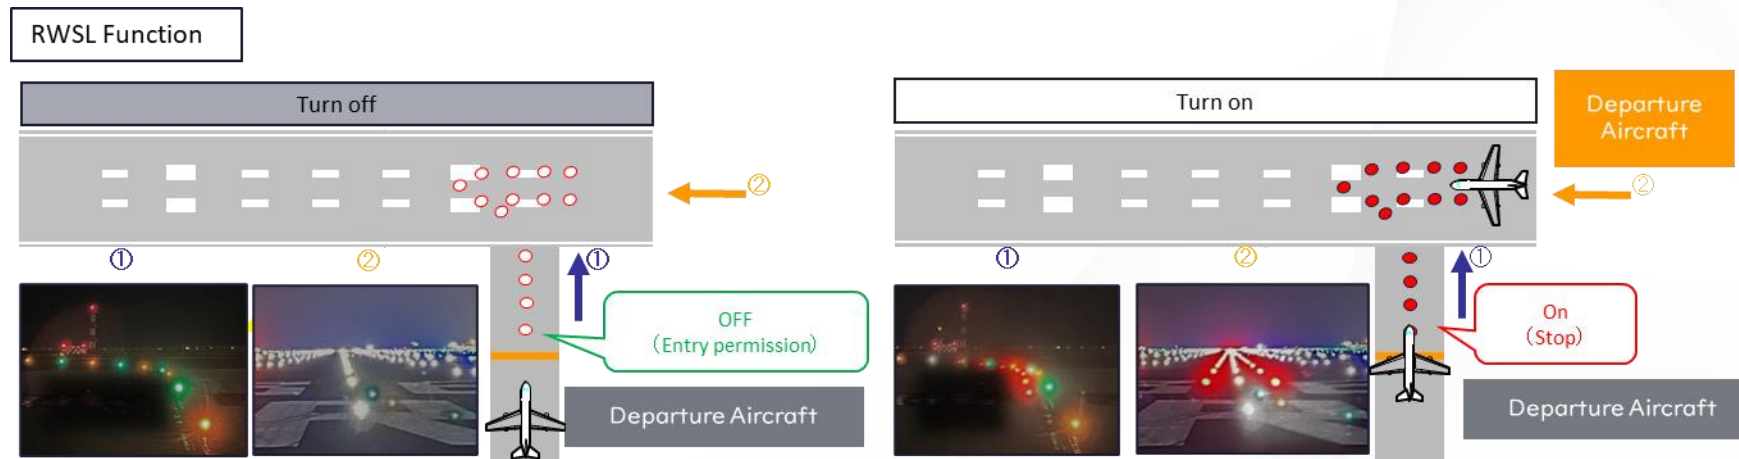 RWSL Function
Turn off
②
①
②
①
OFF
(Entry permission)
Departure Aircraft
Turn on
Departure
Aircraft
②
①
②
①
On
(Stop)
Departure Aircraft